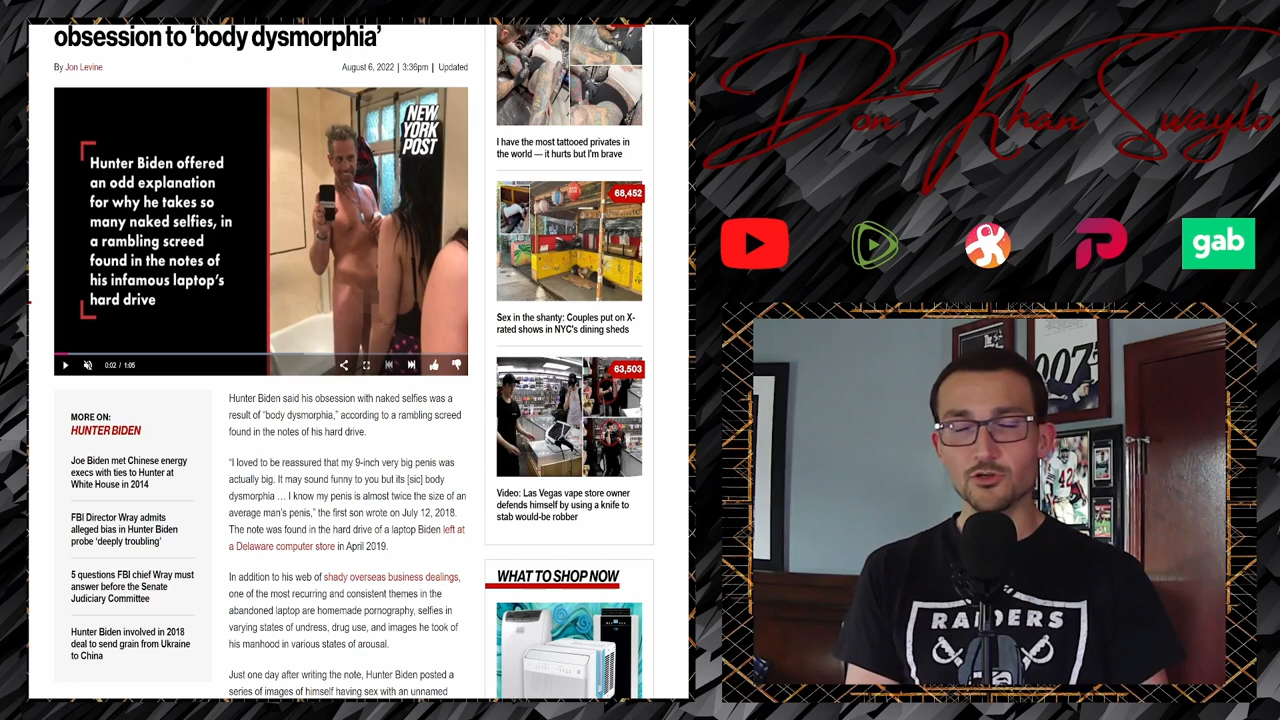 obsession to ‘body dysmorphia’
By Jon Levine
August 6, 2022 | 3:36pm | Updated
NEW
YORK
POST
Hunter Biden offered
an odd explanation
for why he takes so
many naked selfies, in
a rambling screed
found in the notes of
his infamous laptop’s
hard drive
0:02 / 1:05
MORE ON:
HUNTER BIDEN
Joe Biden met Chinese energy
execs with ties to Hunter at
White House in 2014
FBI Director Wray admits
alleged bias in Hunter Biden
probe ‘deeply troubling’
5 questions FBI chief Wray must
answer before the Senate
Judiciary Committee
Hunter Biden involved in 2018
deal to send grain from Ukraine
to China
Hunter Biden said his obsession with naked selfies was a
result of “body dysmorphia,” according to a rambling screed
found in the notes of his hard drive.
“I loved to be reassured that my 9-inch very big penis was
actually big. It may sound funny to you but its [sic] body
dysmorphia … I know my penis is almost twice the size of an
average man’s penis,” the first son wrote on July 12, 2018.
The note was found in the hard drive of a laptop Biden left at
a Delaware computer store in April 2019.
In addition to his web of shady overseas business dealings,
one of the most recurring and consistent themes in the
abandoned laptop are homemade pornography, selfies in
varying states of undress, drug use, and images he took of
his manhood in various states of arousal.
Just one day after writing the note, Hunter Biden posted a
series of images of himself having sex with an unnamed
I have the most tattooed privates in
the world — it hurts but I’m brave
68,452
Sex in the shanty: Couples put on X-
rated shows in NYC’s dining sheds
63,503
Video: Las Vegas vape store owner
defends himself by using a knife to
stab would-be robber
WHAT TO SHOP NOW
Don Khan Swaylo
gab
007
42
RAIDERS